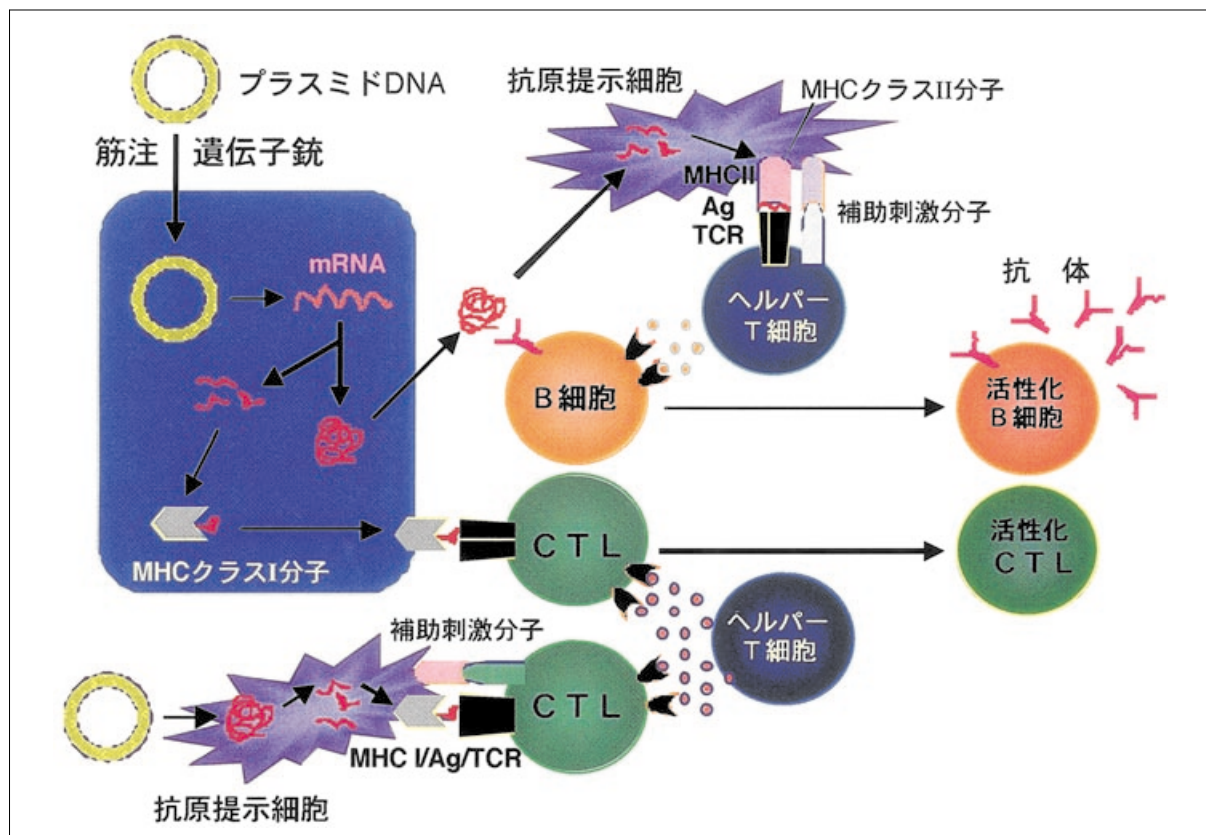 プラスミドDNA
筋注 遺伝子銃
mRNA
MHCクラスI分子
抗原提示細胞
MHCクラスII分子
MHCII
Ag
TCR
補助刺激分子
ヘルパー
T細胞
B細胞
抗 体
活性化
B細胞
CTL
活性化
CTL
ヘルパー
T細胞
補助刺激分子
CTL
MHC I/Ag/TCR
抗原提示細胞